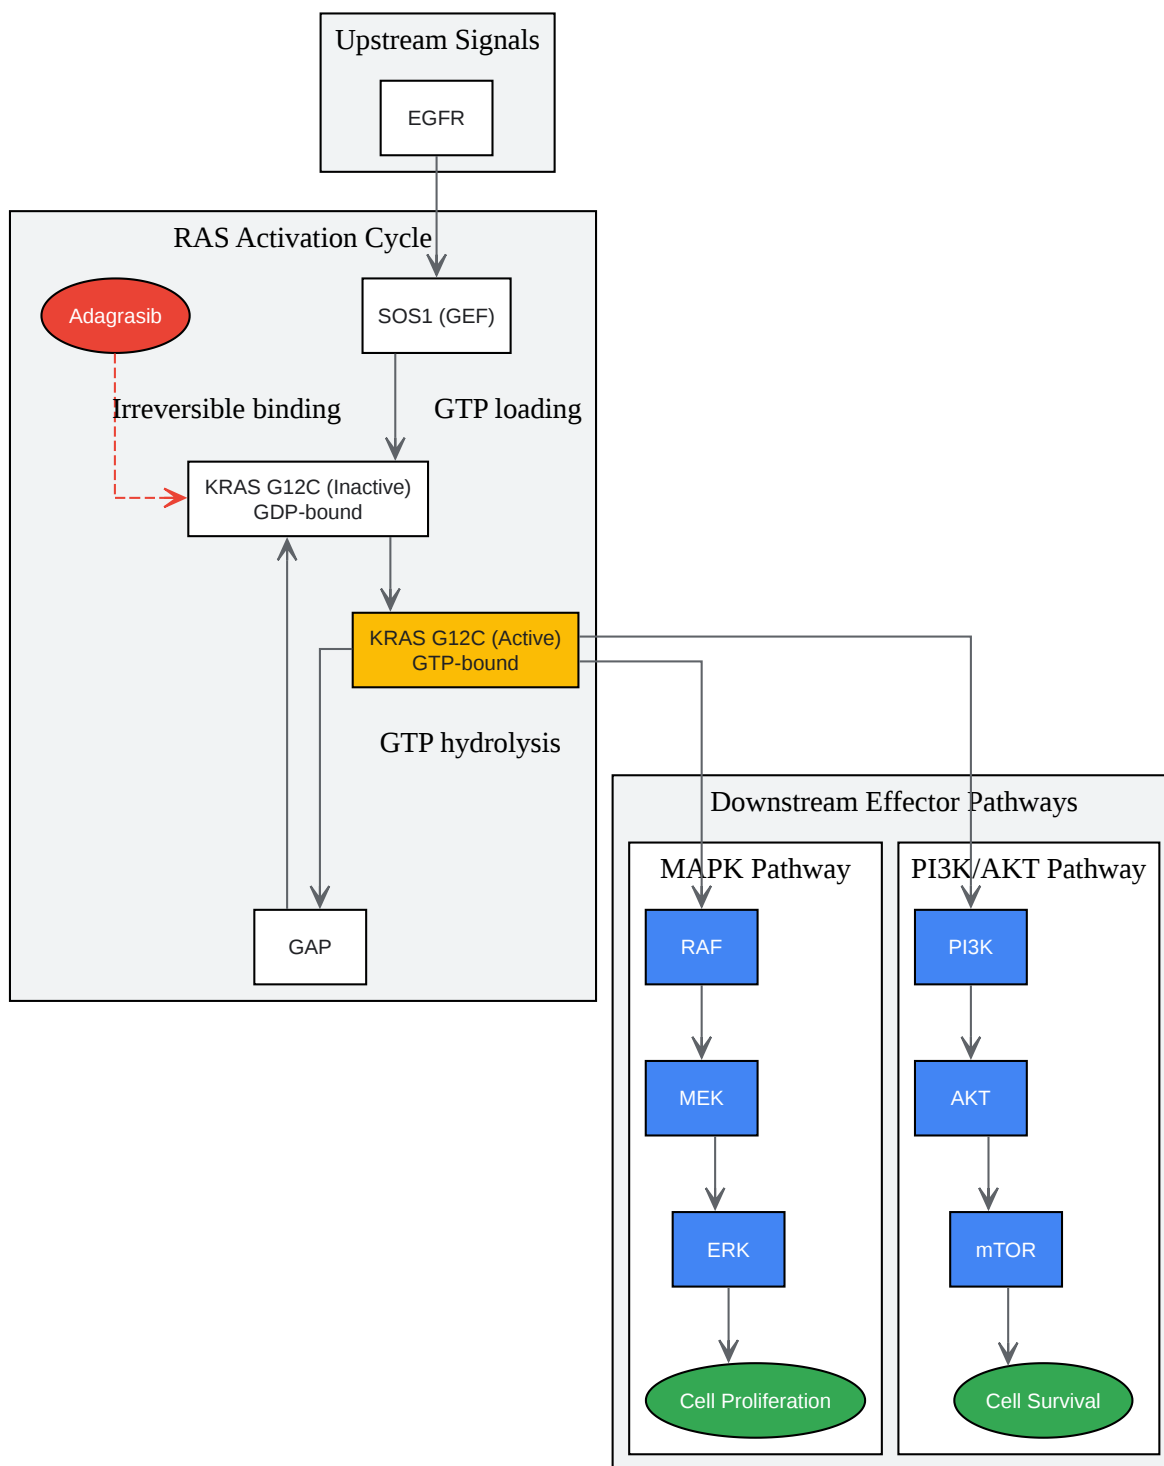 Upstream Signals
EGFR
RAS Activation Cycle
Adagrasib
SOS1 (GEF)
Irreversible binding
GTP loading
KRAS G12C (Inactive)
GDP-bound
KRAS G12C (Active)
GTP-bound
GTP hydrolysis
Downstream Effector Pathways
MAPK Pathway
PI3K/AKT Pathway
GAP
RAF
PI3K
MEK
AKT
ERK
mTOR
Cell Proliferation
Cell Survival